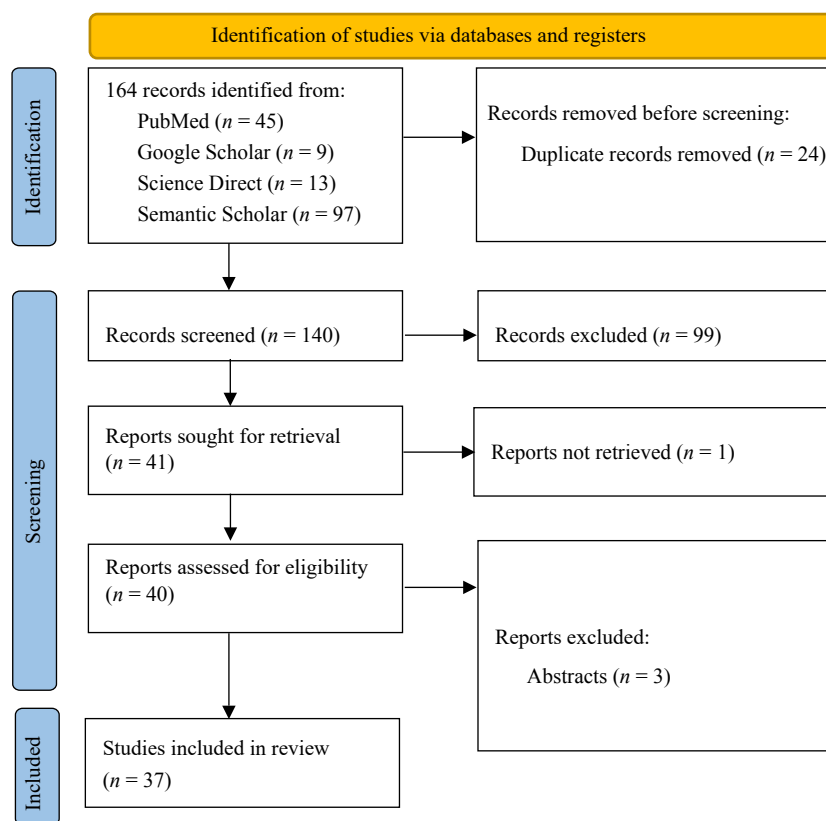 Identification of studies via databases and registers
Identification
164 records identified from:
PubMed (n = 45)
Google Scholar (n = 9)
Science Direct (n = 13)
Semantic Scholar (n = 97)
Records removed before screening:
Duplicate records removed (n = 24)
Screening
Records screened (n = 140)
Records excluded (n = 99)
Reports sought for retrieval
(n = 41)
Reports not retrieved (n = 1)
Reports assessed for eligibility
(n = 40)
Reports excluded:
Abstracts (n = 3)
Included
Studies included in review
(n = 37)